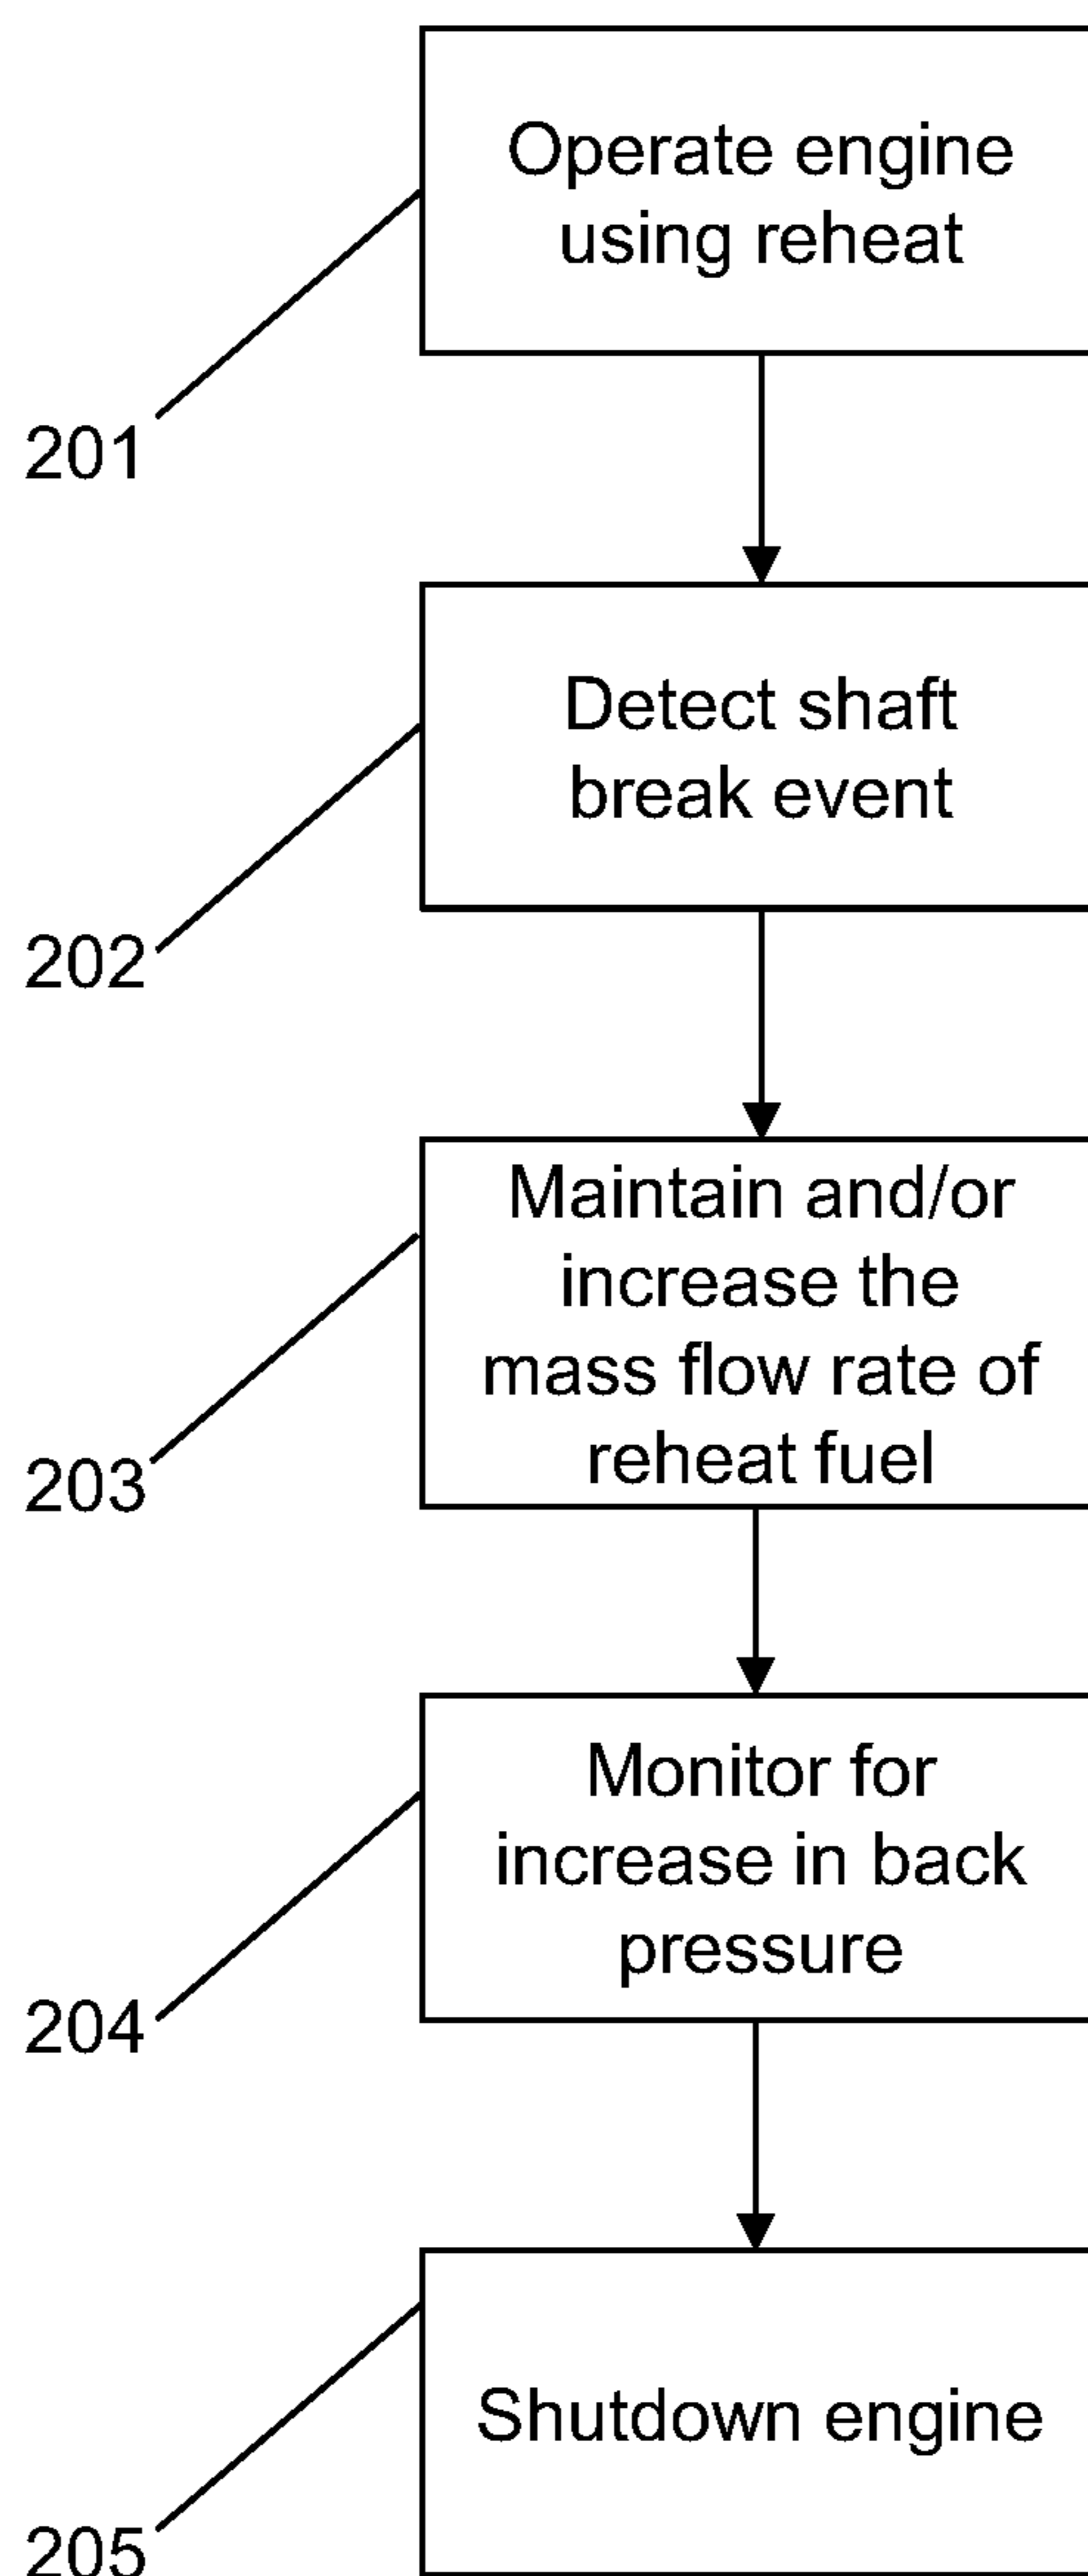 Operate engine
using reheat
201
Detect shaft
break event
202
Maintain and/or
increase the
mass flow rate of
reheat fuel
203
Monitor for
increase in back
pressure
204
Shutdown engine
205